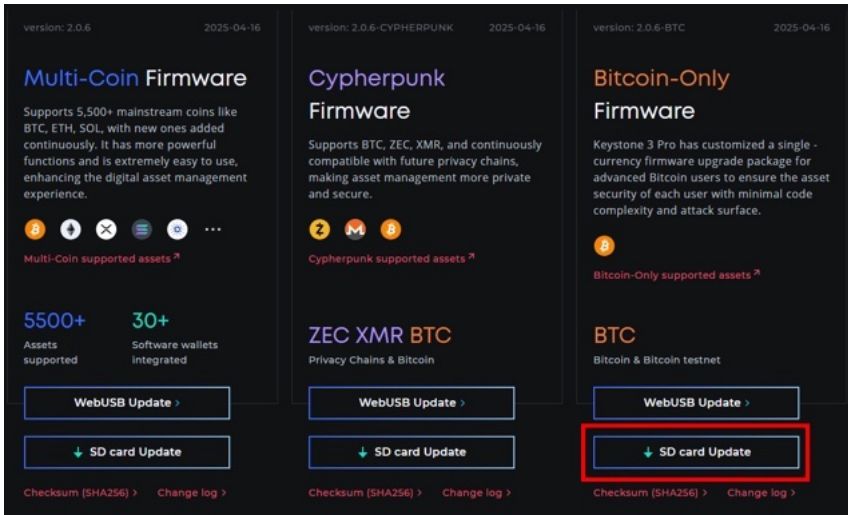 version: 2.0.6
2025-04-16
Multi-Coin Firmware
Supports 5,500+ mainstream coins like
BTC, ETH, SOL, with new ones added
continuously. It has more powerful
functions and is extremely easy to use,
enhancing the digital asset management
experience.
Multi-Coin supported assets
5500+
Assets
supported
30+
Software wallets
integrated
WebUSB Update >
SD card Update
Checksum (SHA256) >
Change log >
version: 2.0.6-CYPHERPUNK
2025-04-16
Cypherpunk
Firmware
Supports BTC, ZEC, XMR, and continuously
compatible with future privacy chains,
making asset management more private
and secure.
Cypherpunk supported assets
ZEC XMR BTC
Privacy Chains & Bitcoin
WebUSB Update >
SD card Update
Checksum (SHA256) >
Change log >
version: 2.0.6-BTC
2025-04-16
Bitcoin-Only
Firmware
Keystone 3 Pro has customized a single -
currency firmware upgrade package for
advanced Bitcoin users to ensure the asset
security of each user with minimal code
complexity and attack surface.
Bitcoin-Only supported assets
BTC
Bitcoin & Bitcoin testnet
WebUSB Update >
SD card Update
Checksum (SHA256) >
Change log >